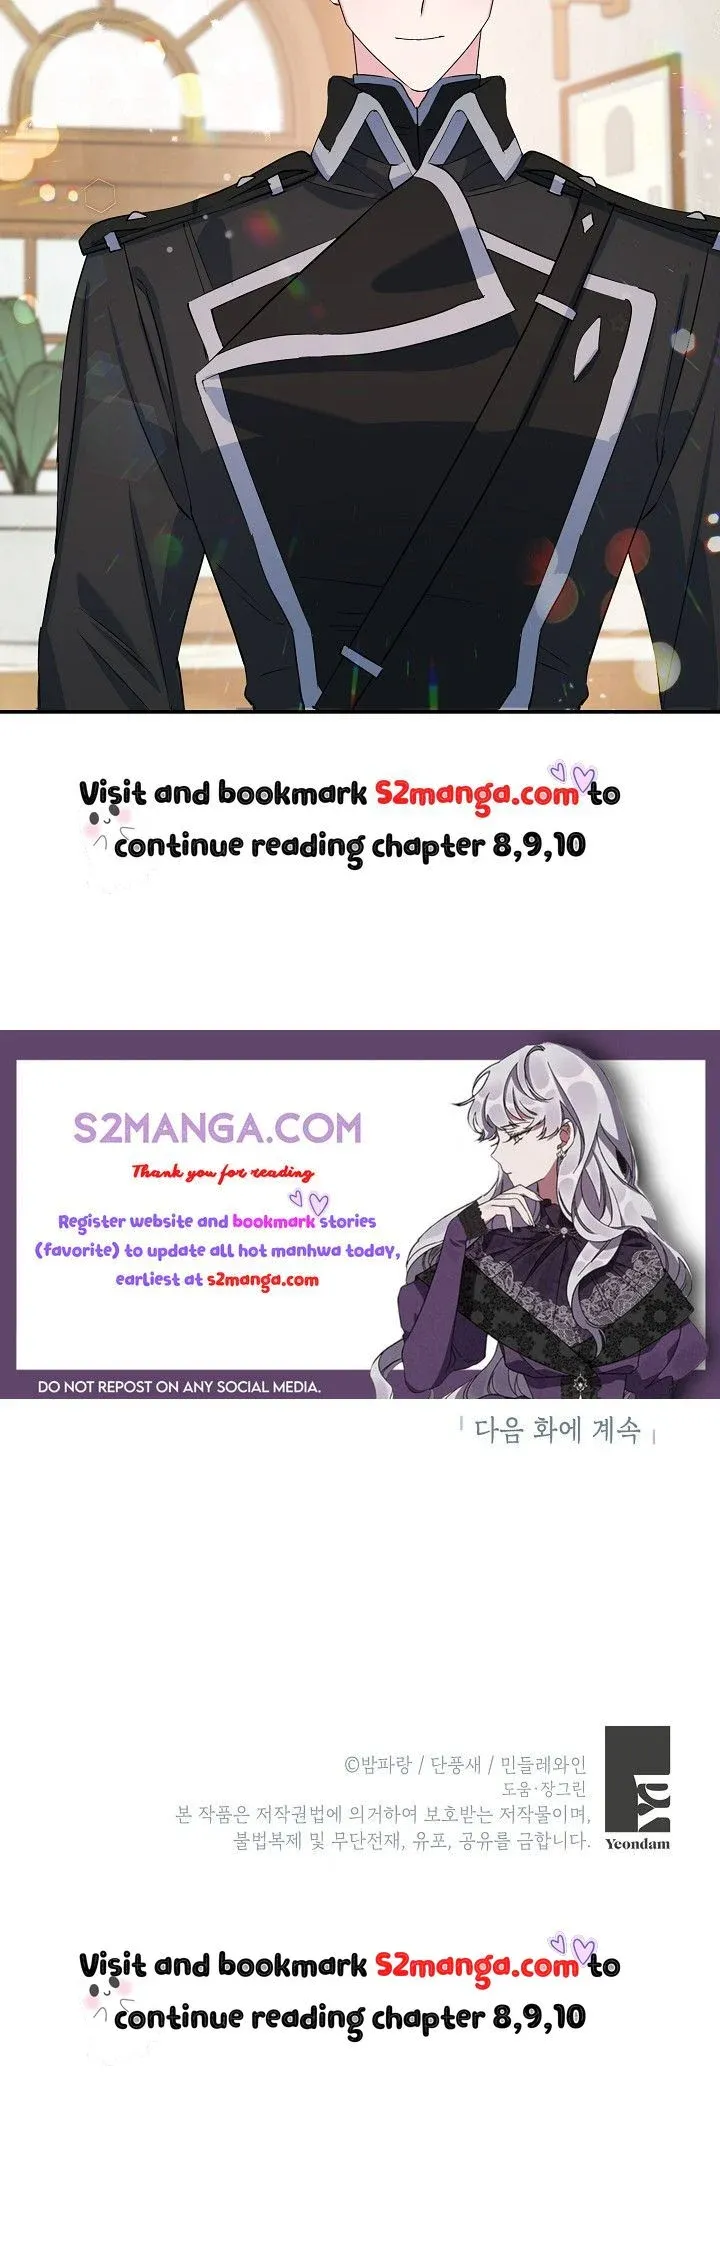 Visit and bookmark S2manga.com to
continue reading chapter 8,9,10
S2MANGA.COM
Thank you for reading
Register website and bookmark stories
(favorite) to update all hot manhwa today,
earliest at s2manga.com
DO NOT REPOST ON ANY SOCIAL MEDIA.
다음 화에 계속
©밤파랑 / 단풍새 / 민들레와인
도움·장그린
본 작품은 저작권법에 의거하여 보호받는 저작물이며,
불법복제 및 무단전재, 유포, 공유를 금합니다.
Ya
Yeondam
Visit and bookmark S2manga.com to
continue reading chapter 8,9,10